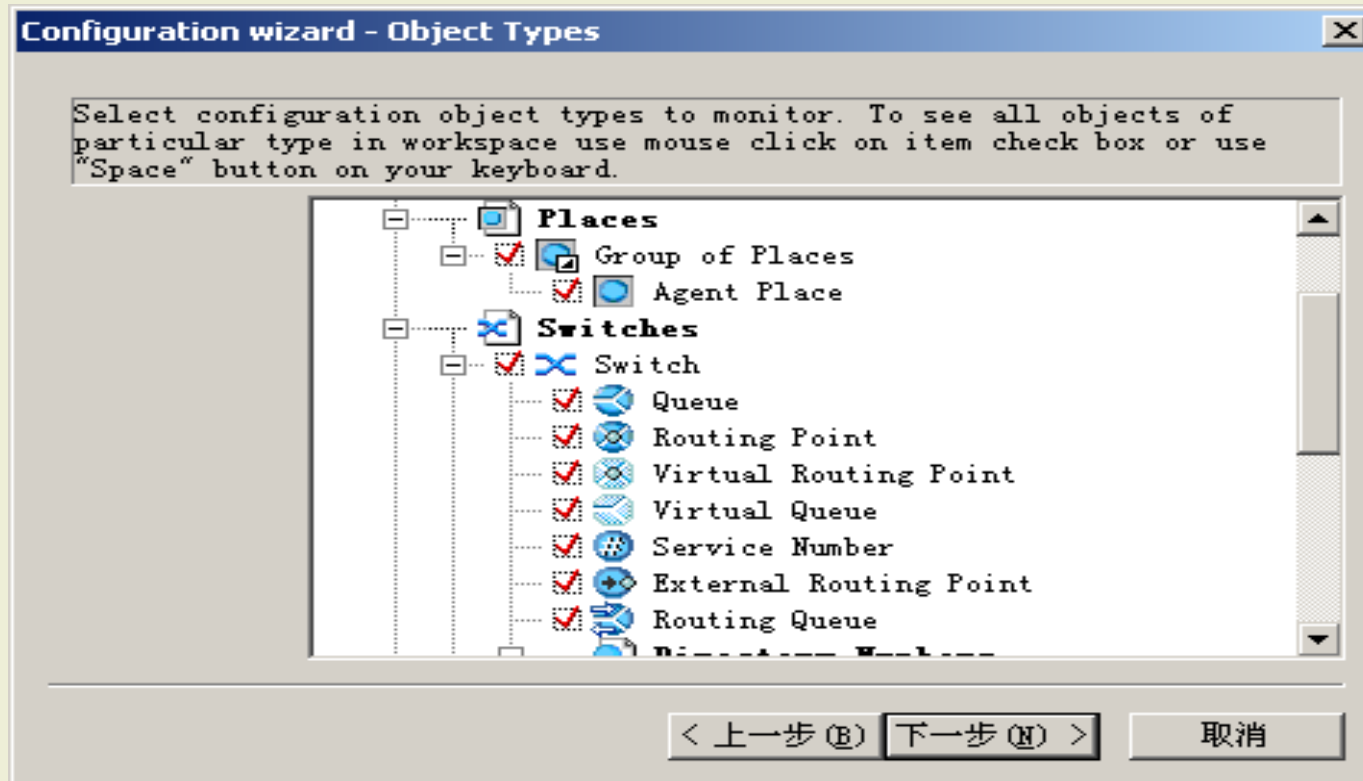 Configuration wizard - Object Types
Select configuration object types to monitor. To see all objects of
particular type in workspace use mouse click on item check box or use
"Space" button on your keyboard.
Places
Group of Places
Agent Place
Switches
Switch
Queue
Routing Point
Virtual Routing Point
Virtual Queue
Service Number
External Routing Point
Routing Queue
Directory Numbers
< 上一步(B) 下一步(N) > 取消